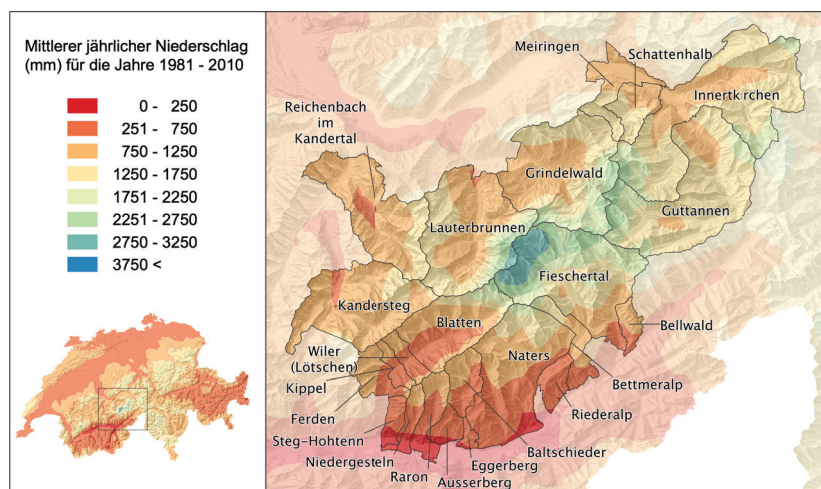 Mittlerer jährlicher Niederschlag
(mm) für die Jahre 1981 - 2010
0 - 250
251 - 750
750 - 1250
1250 - 1750
1751 - 2250
2251 - 2750
2750 - 3250
3750 <
Meiringen
Schattenhalb
Innertkirchen
Reichenbach
im
Kandertal
Grindelwald
Guttannen
Lauterbrunnen
Fieschertal
Kandersteg
Blatten
Bellwald
Wiler
(Lötschen)
Naters
Kippel
Bettmeralp
Ferden
Riederalp
Steg-Hohtenn
Baltschieder
Niedergesteln
Eggerberg
Raron
Ausserberg